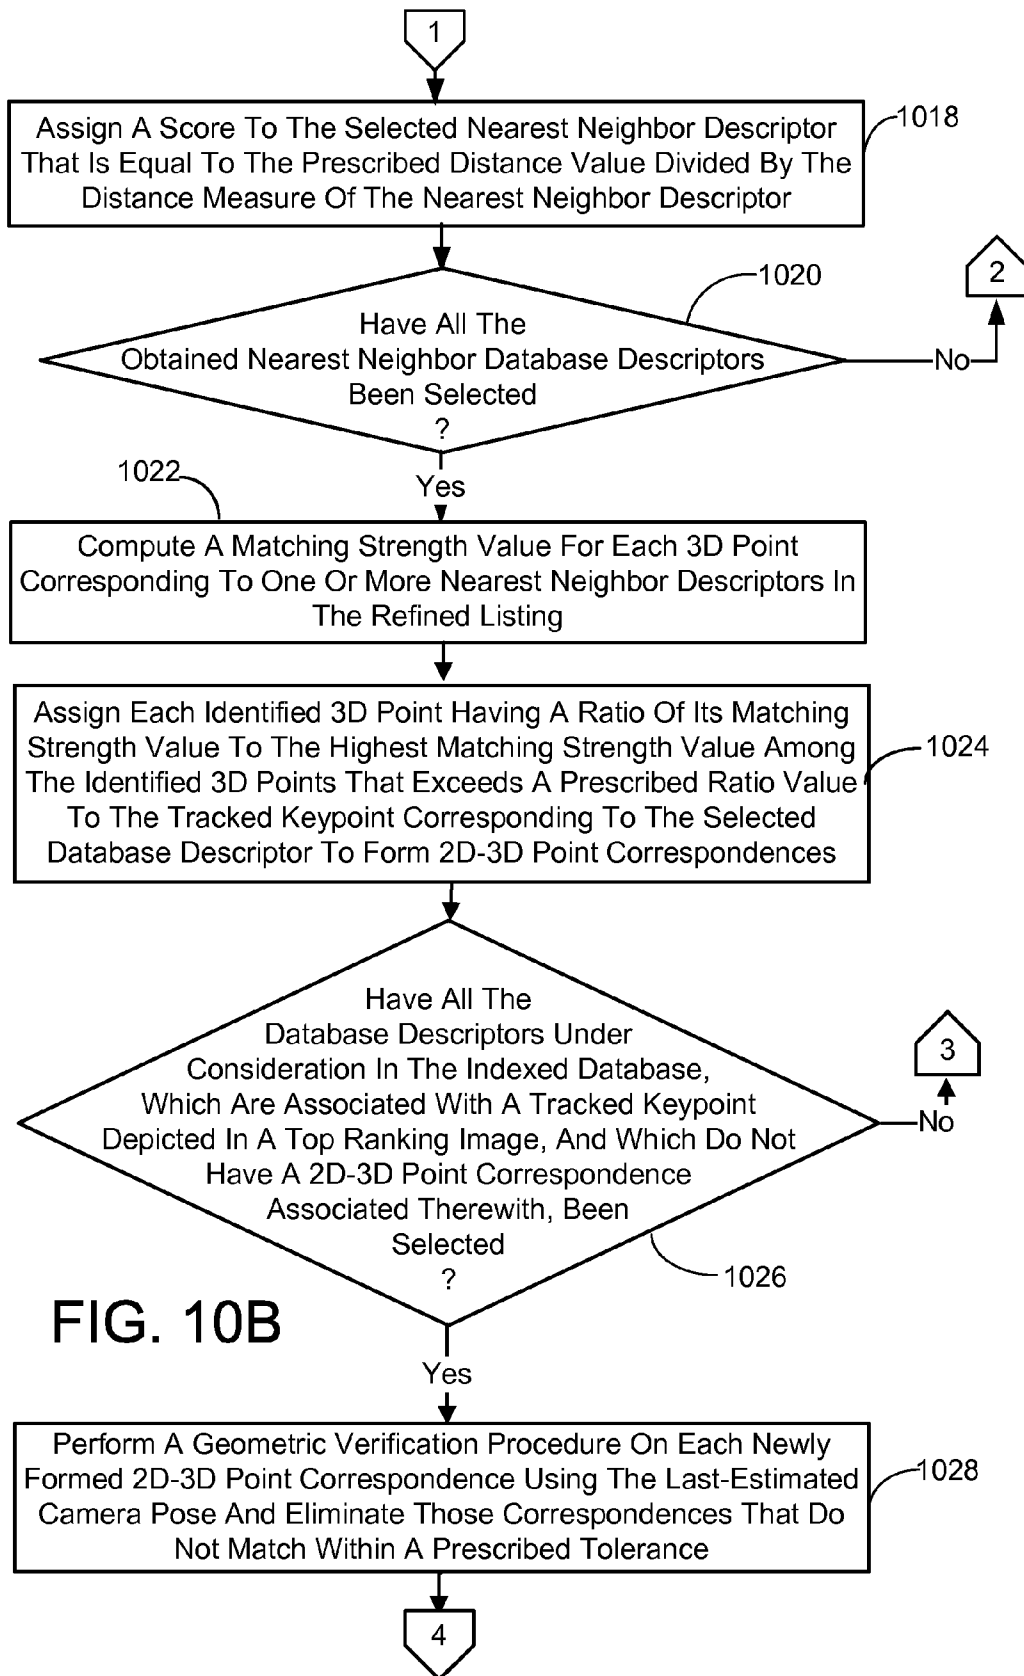 1
Assign A Score To The Selected Nearest Neighbor Descriptor
That Is Equal To The Prescribed Distance Value Divided By The
Distance Measure Of The Nearest Neighbor Descriptor
1018
2
1020
Have All The
Obtained Nearest Neighbor Database Descriptors
Been Selected
?
No
Yes
1022
Compute A Matching Strength Value For Each 3D Point
Corresponding To One Or More Nearest Neighbor Descriptors In
The Refined Listing
Assign Each Identified 3D Point Having A Ratio Of Its Matching
Strength Value To The Highest Matching Strength Value Among
The Identified 3D Points That Exceeds A Prescribed Ratio Value
To The Tracked Keypoint Corresponding To The Selected
Database Descriptor To Form 2D-3D Point Correspondences
1024
Have All The
Database Descriptors Under
Consideration In The Indexed Database,
Which Are Associated With A Tracked Keypoint
Depicted In A Top Ranking Image, And Which Do Not
Have A 2D-3D Point Correspondence
Associated Therewith, Been
Selected
?
3
No
1026
FIG. 10B
Yes
Perform A Geometric Verification Procedure On Each Newly
Formed 2D-3D Point Correspondence Using The Last-Estimated
Camera Pose And Eliminate Those Correspondences That Do
Not Match Within A Prescribed Tolerance
1028
4